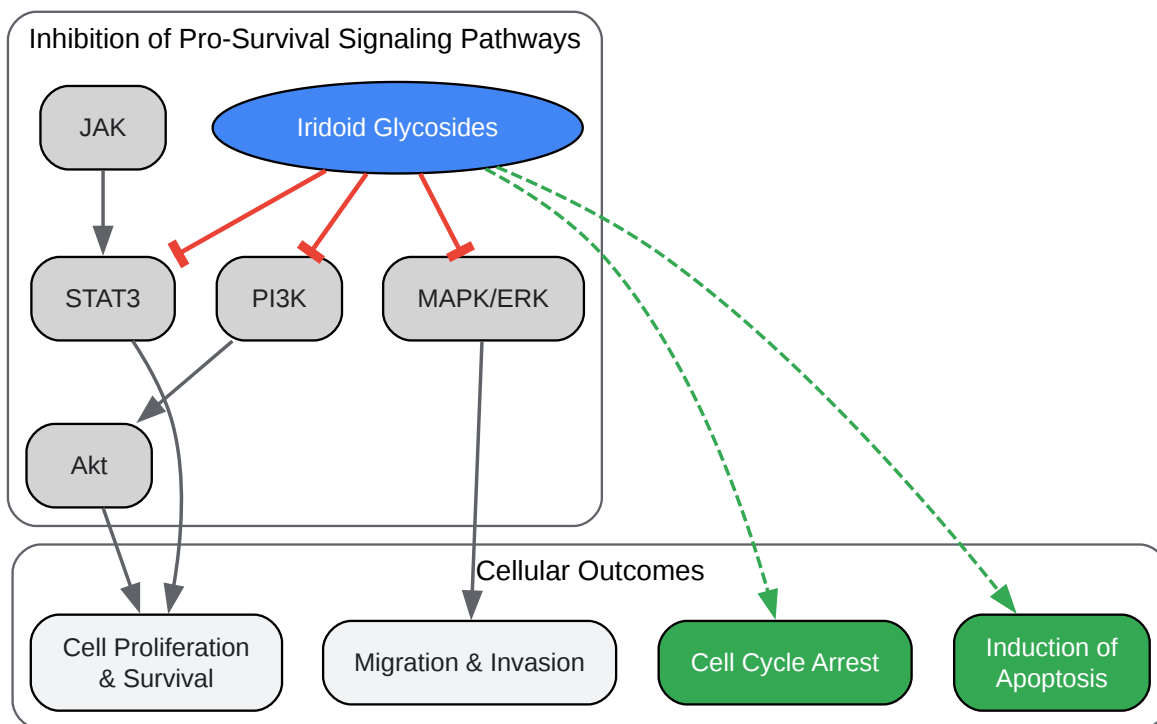 Inhibition of Pro-Survival Signaling Pathways
JAK
Iridoid Glycosides
STAT3
PI3K
MAPK/ERK
Akt
Cellular Outcomes
Cell Proliferation
& Survival
Migration & Invasion
Cell Cycle Arrest
Induction of
Apoptosis